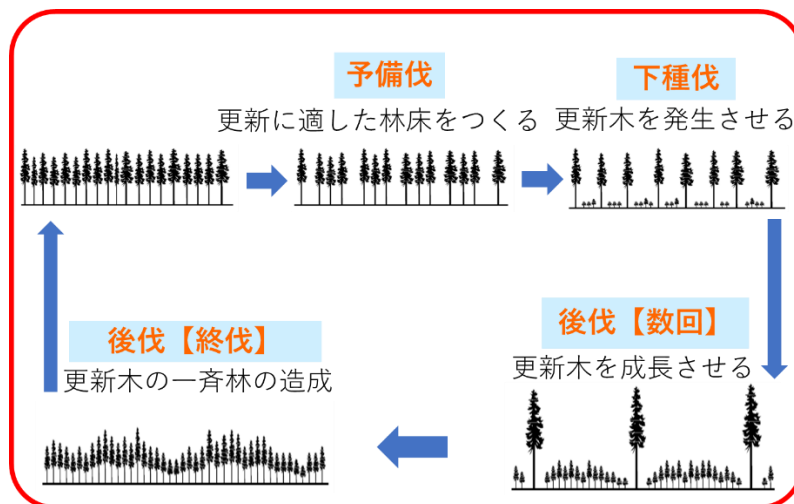 予備伐
更新に適した林床をつくる
下種伐
更新木を発生させる
後伐【数回】
更新木を成長させる
後伐【終伐】
更新木の一斉林の造成